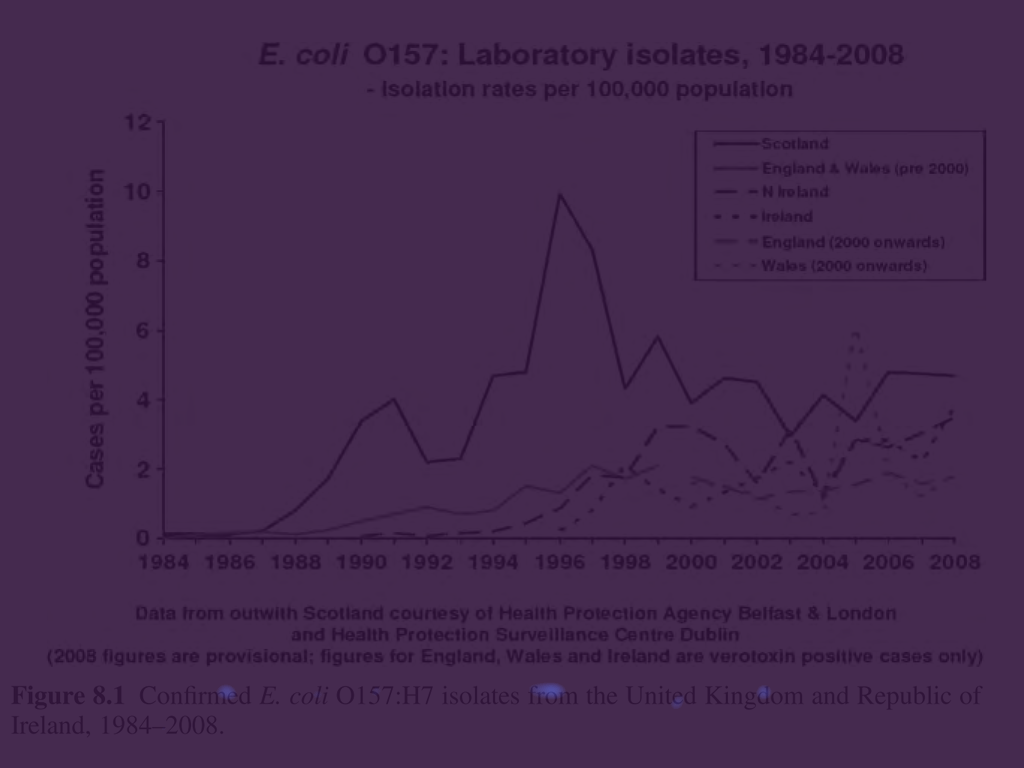 E. coli O157: Laboratory isolates, 1984-2008
- Isolation rates per 100,000 population
Cases per 100,000 population
12
10
8
6
4
2
0
Scotland
England & Wales (pre 2000)
N Ireland
Ireland
England (2000 onwards)
Wales (2000 onwards)
1984 1986 1988 1990 1992 1994 1996 1998 2000 2002 2004 2006 2008
Data from outwith Scotland courtesy of Health Protection Agency Belfast & London
and Health Protection Surveillance Centre Dublin
(2008 figures are provisional; figures for England, Wales and Ireland are verotoxin positive cases only)
Figure 8.1 Confirmed E. coli O157:H7 isolates from the United Kingdom and Republic of
Ireland, 1984–2008.